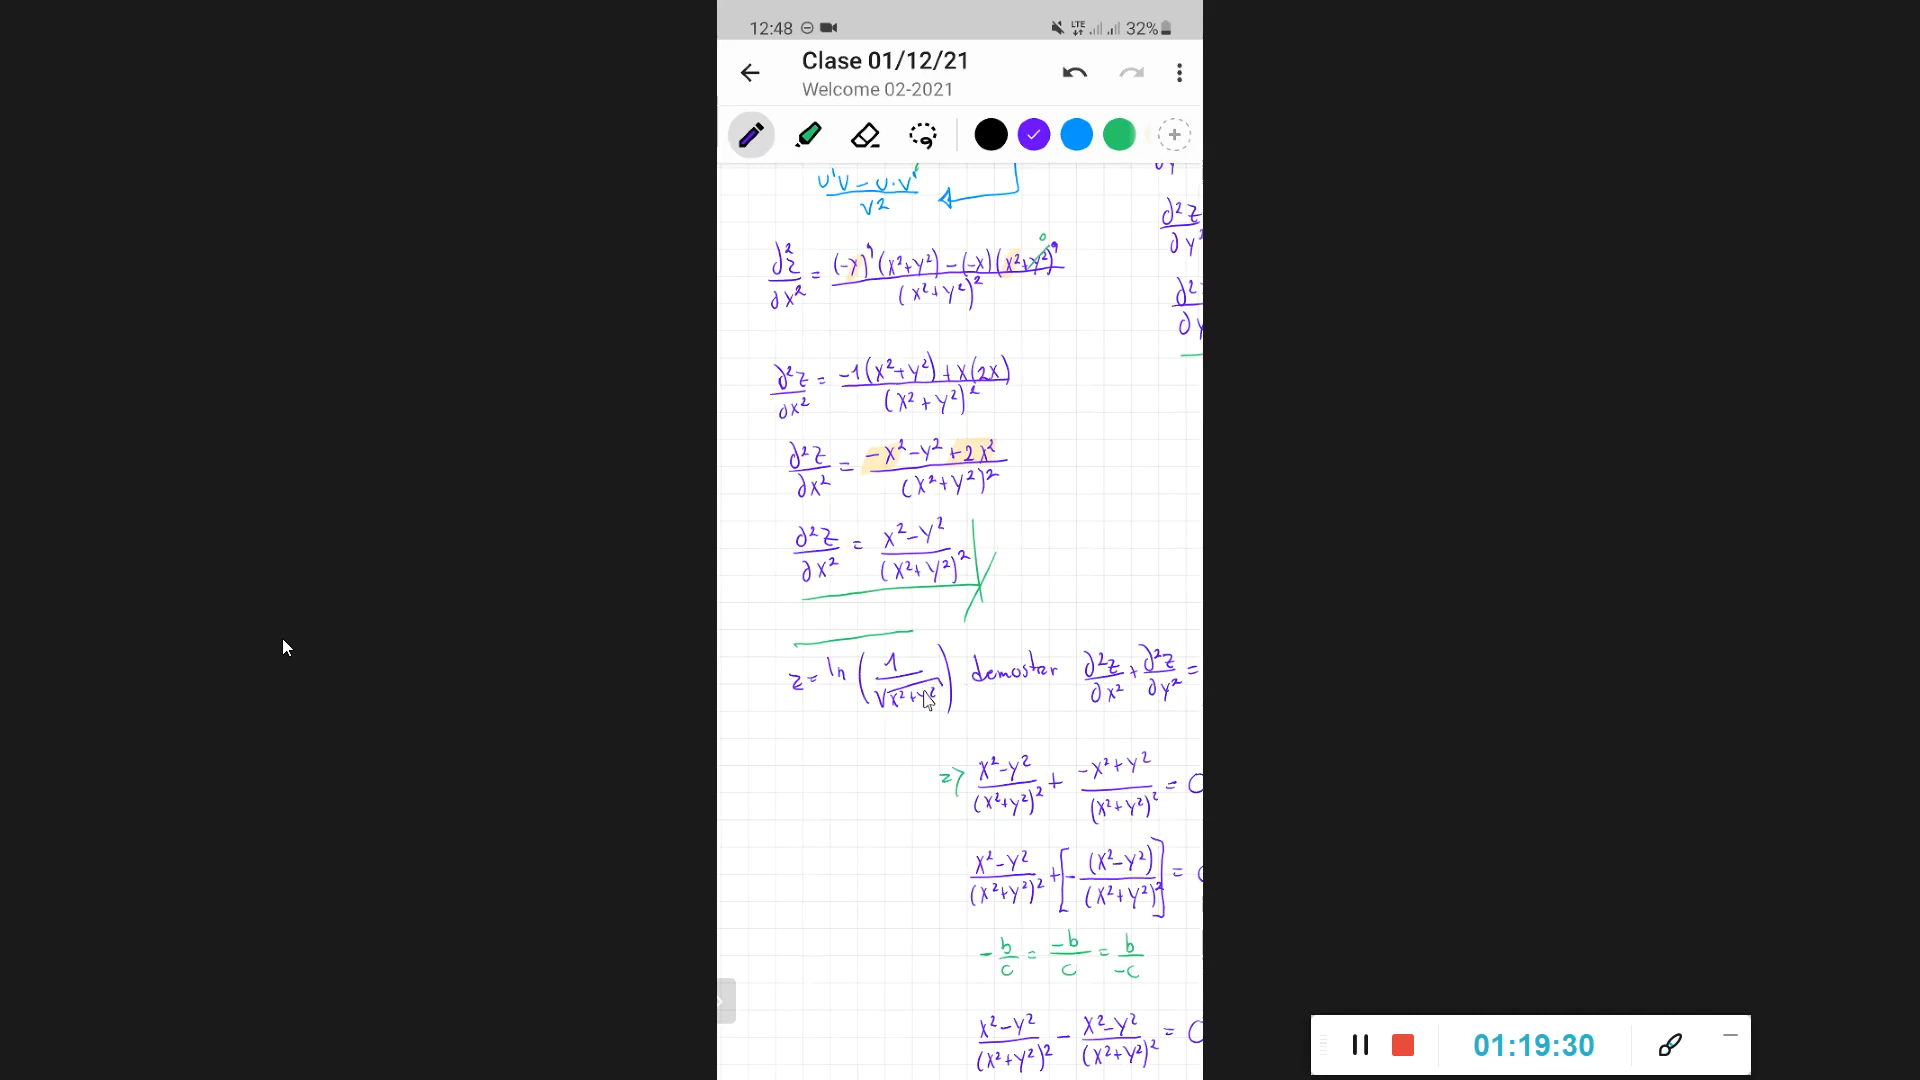 12:48 LTE 32%
Clase 01/12/21
Welcome 02-2021
u'v - u·v' / v2
∂²z/∂x² = (-x)'(x²+y²) - (-x)(x²+y²)' / (x²+y²)²
0
∂²z/∂x² = -1(x²+y²)+x(2x) / (x²+y²)²
∂²z/∂x² = -x²-y²+2x² / (x²+y²)²
∂²z/∂x² = x²-y² / (x²+y²)²
z = ln(1/√x²+y²) demostrar ∂²z/∂x² + ∂²z/∂y² =
=> x²-y²/(x²+y²)² + -x²+y²/(x²+y²)² = 0
x²-y²/(x²+y²)² + [-(x²-y²)/(x²+y²)²] =
-b/c = -b/c = b/-c
x²-y²/(x²+y²)² - x²-y²/(x²+y²)² = 0
∂²z
∂y²
∂²
∂y
01:19:30